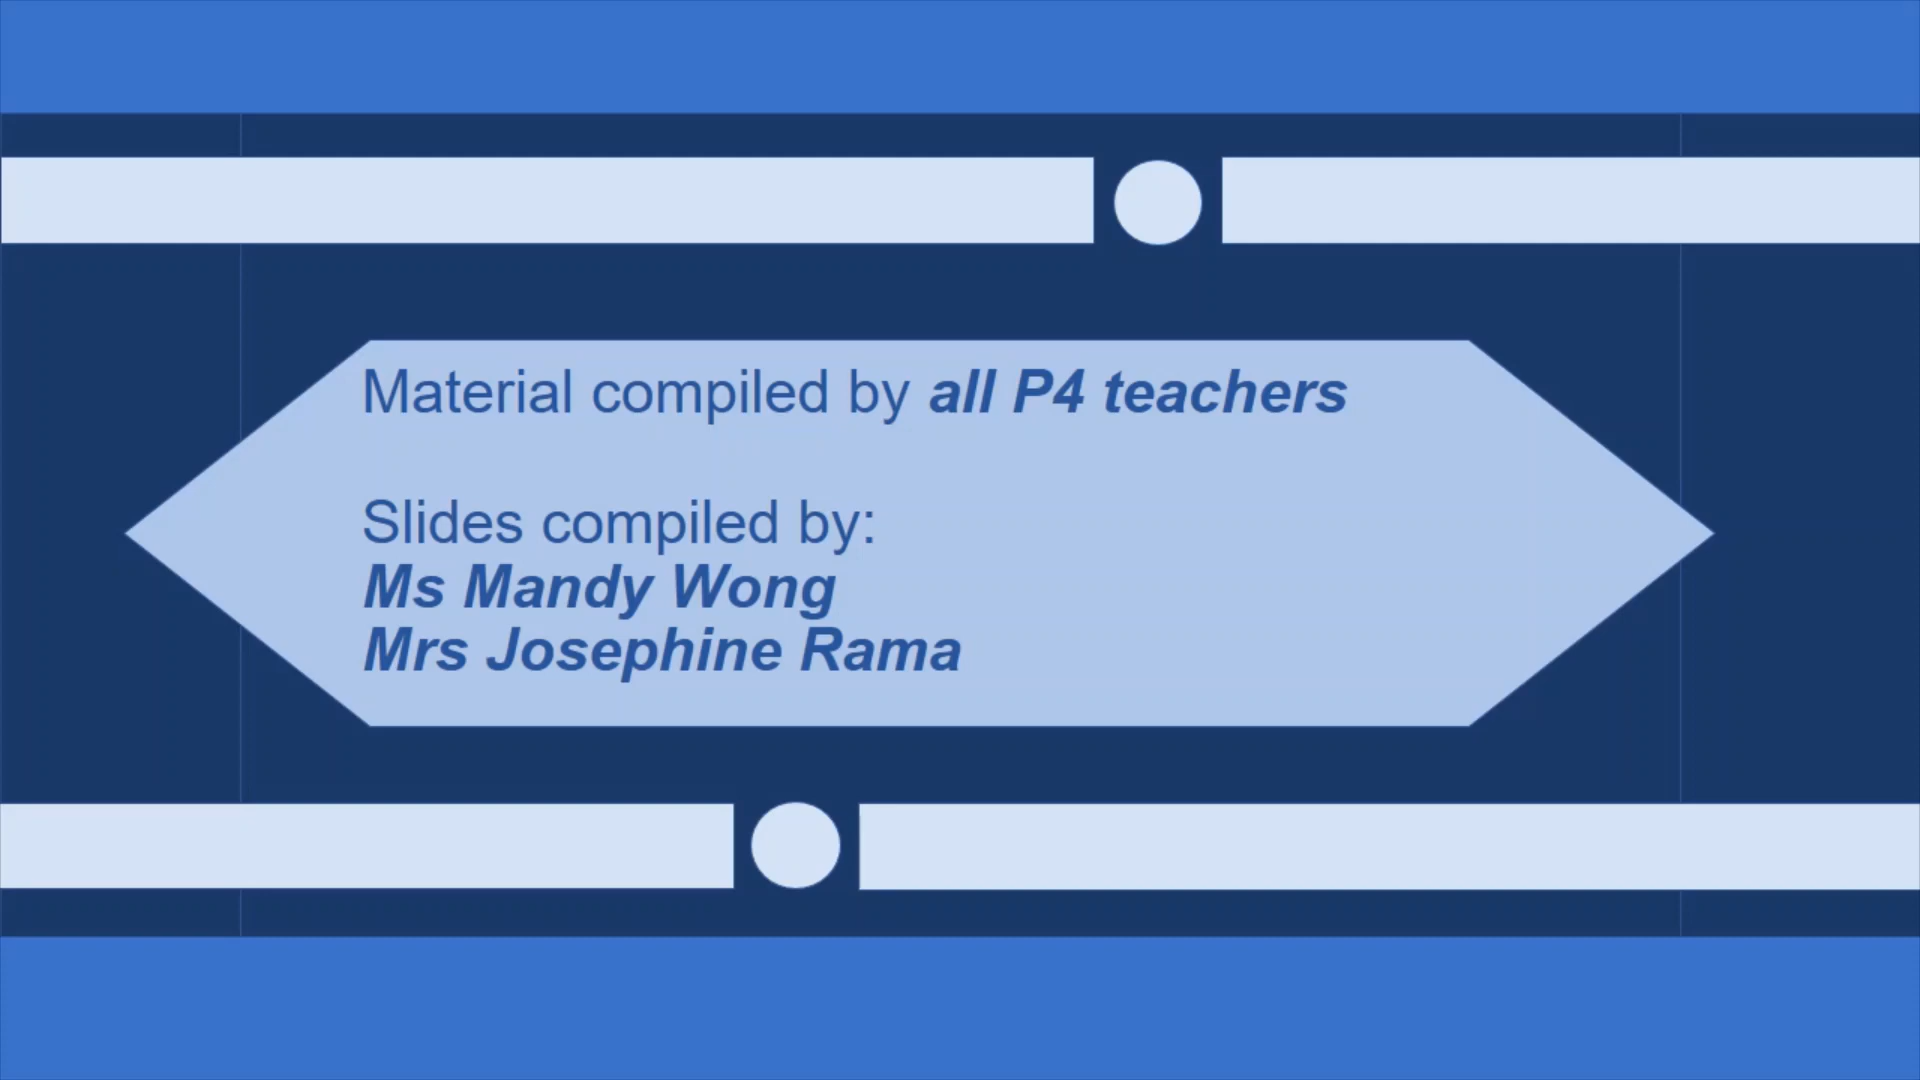 Material compiled by all P4 teachers
Slides compiled by:
Ms Mandy Wong
Mrs Josephine Rama